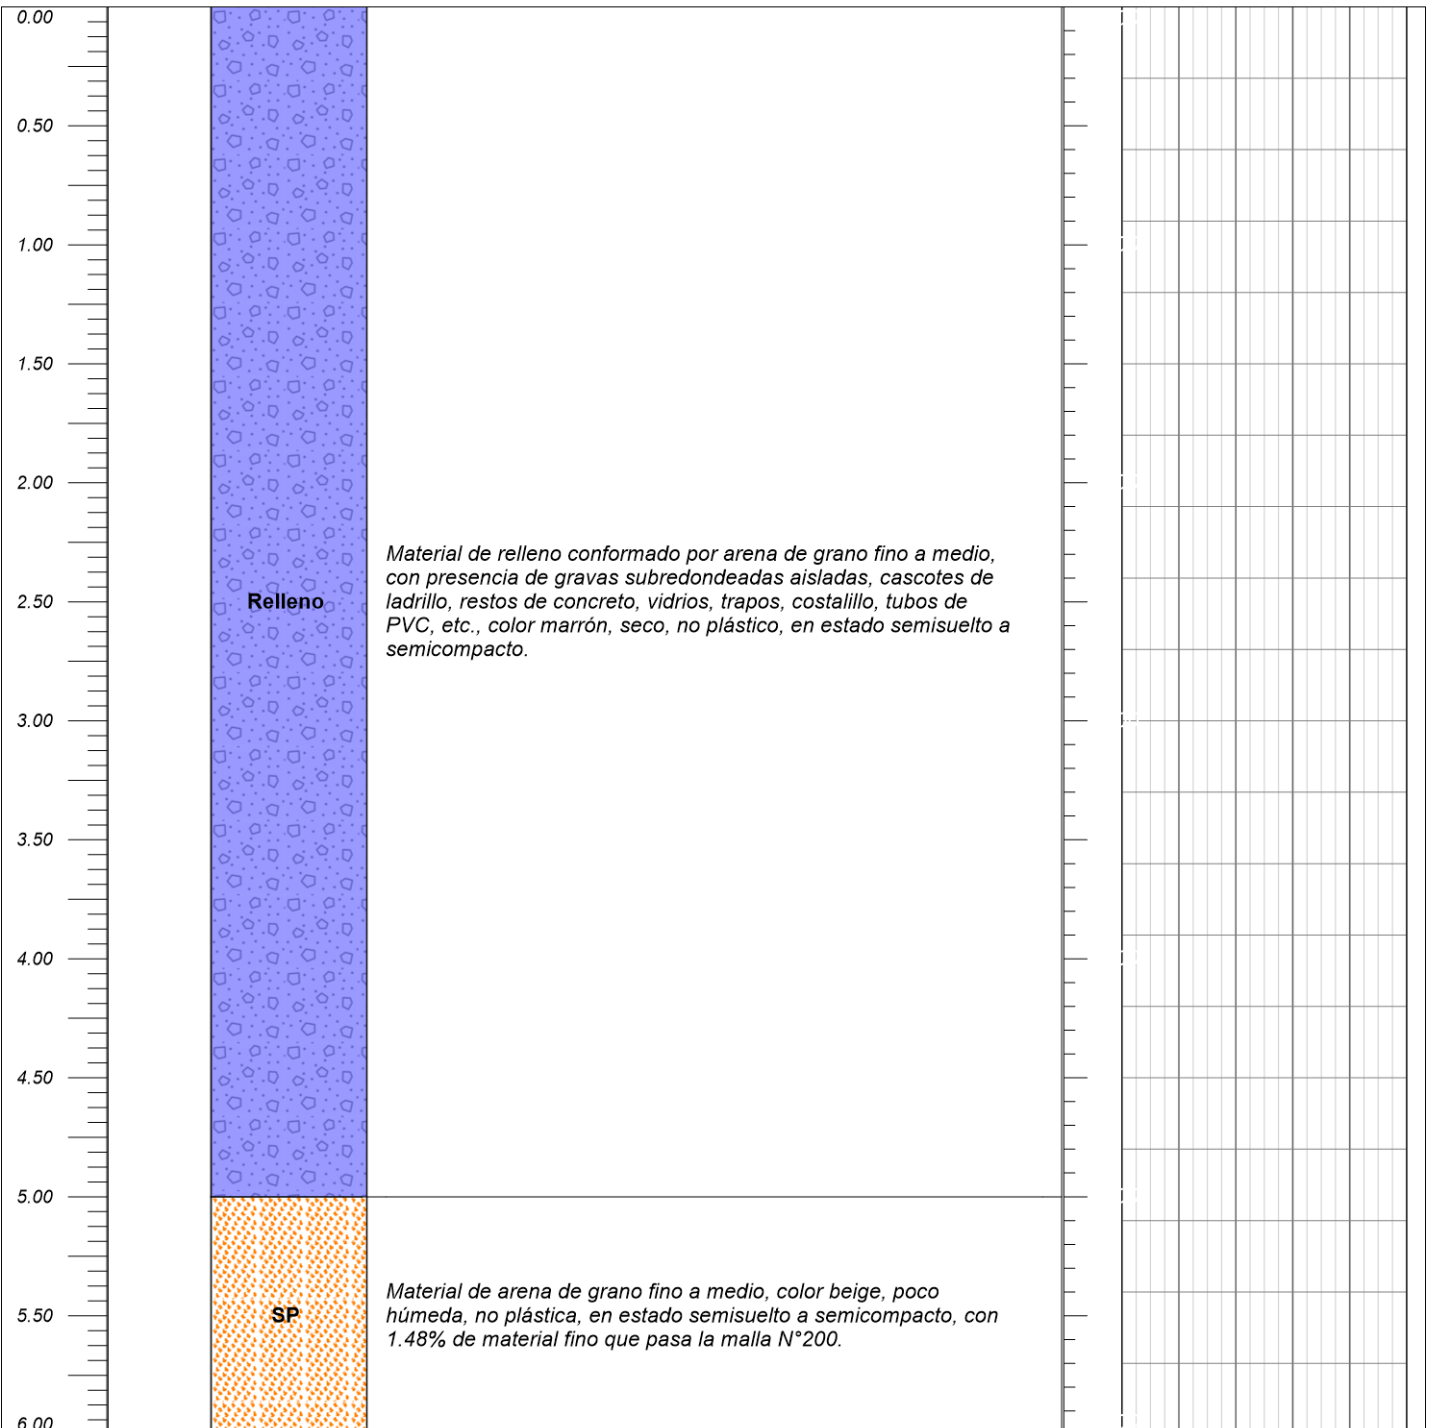 0.00
0.50
1.00
1.50
2.00
Material de relleno conformado por arena de grano fino a medio,
con presencia de gravas subredondeadas aisladas, cascotes de
2.50
Relleno
ladrillo, restos de concreto, vidrios, trapos, costalillo, tubos de
PVC, etc., color marrón, seco, no plástico, en estado semisuelto a
semicompacto.
3.00
3.50
4.00
4.50
5.00
Material de arena de grano fino a medio, color beige, poco
5.50
SP
húmeda, no plástica, en estado semisuelto a semicompacto, con
1.48% de material fino que pasa la malla N°200.
6.00